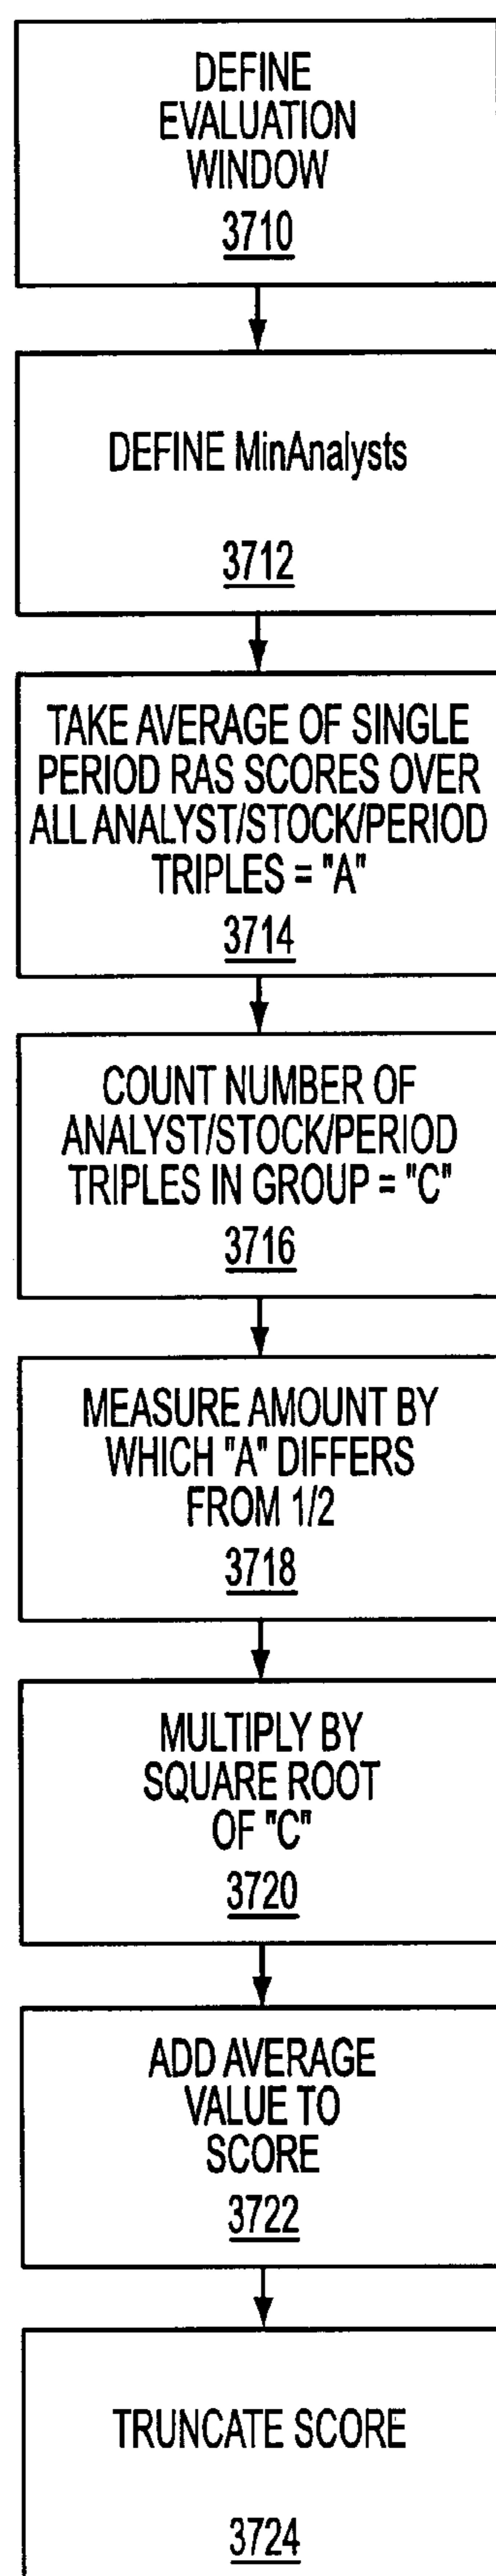 DEFINE
EVALUATION
WINDOW
3710
DEFINE MinAnalysts
3712
TAKE AVERAGE OF SINGLE
PERIOD RAS SCORES OVER
ALL ANALYST/STOCK/PERIOD
TRIPLES = "A"
3714
COUNT NUMBER OF
ANALYST/STOCK/PERIOD
TRIPLES IN GROUP = "C"
3716
MEASURE AMOUNT BY
WHICH "A" DIFFERS
FROM 1/2
3718
MULTIPLY BY
SQUARE ROOT
OF "C"
3720
ADD AVERAGE
VALUE TO
SCORE
3722
TRUNCATE SCORE
3724